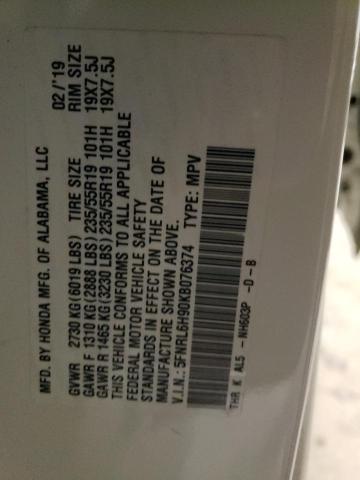 MFD. BY HONDA MFG. OF ALABAMA, LLC 02/'19
GVWR 2730 KG(6019 LBS) TIRE SIZE RIM SIZE
GAWR F 1310 KG(2888 LBS) 235/55R19 101H 19X7.5J
GAWR R 1465 KG(3230 LBS) 235/55R19 101H 19X7.5J
THIS VEHICLE CONFORMS TO ALL APPLICABLE
FEDERAL MOTOR VEHICLE SAFETY
STANDARDS IN EFFECT ON THE DATE OF
MANUFACTURE SHOWN ABOVE.
V.I.N.: 5FNRL6H90KB076374 TYPE: MPV
THR K AL5 -NH603P -D-B